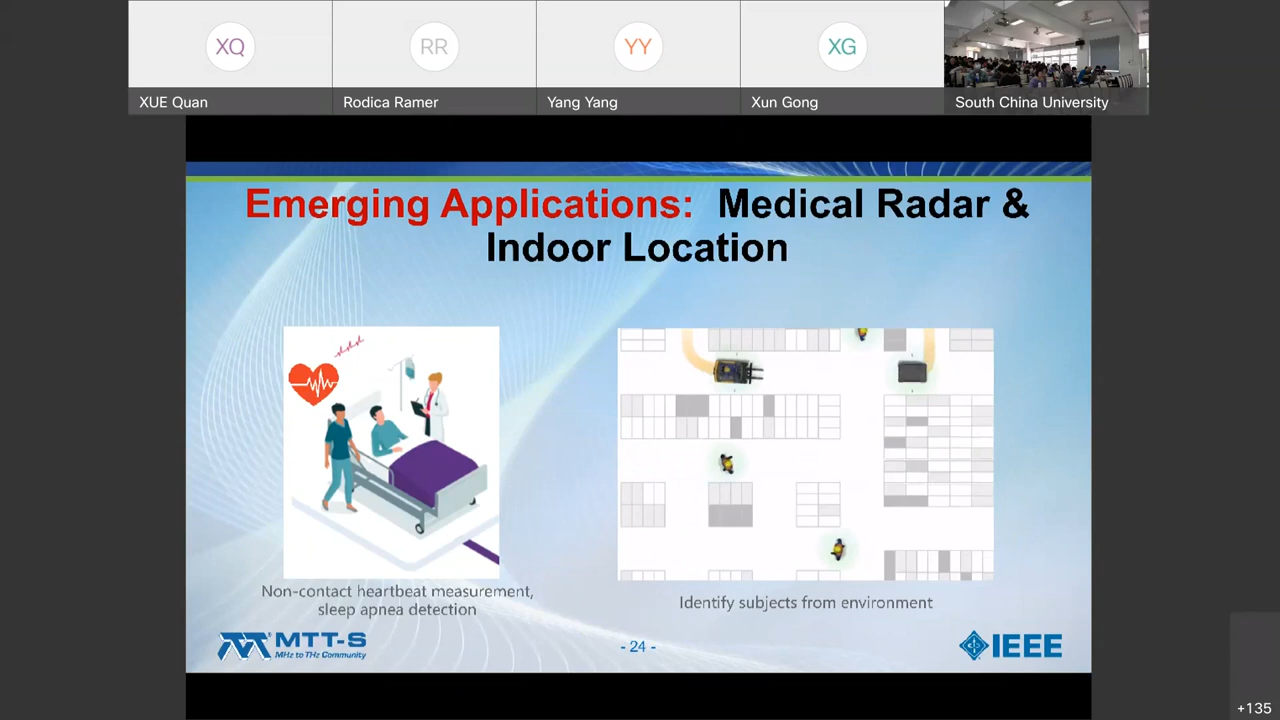 XQ
RR
YY
XG
XUE Quan
Rodica Ramer
Yang Yang
Xun Gong
South China University
Emerging Applications: Medical Radar &
Indoor Location
Non-contact heartbeat measurement,
sleep apnea detection
Identify subjects from environment
MTT-S
MHz to THz Community
- 24 -
IEEE
+135